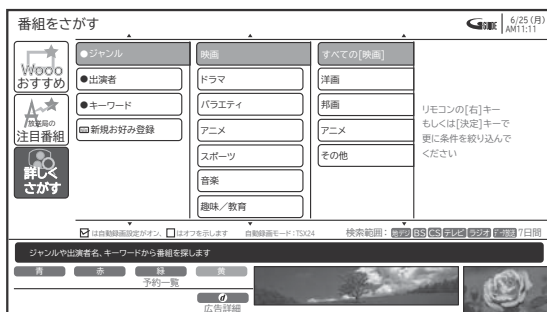 番組をさがす
GGUIDE
6/25 (月)
AM11:11
Wooo
おすすめ
放送局の
注目番組
詳しく
さがす
●ジャンル
●出演者
●キーワード
新規お好み登録
映画
ドラマ
バラエティ
アニメ
スポーツ
音楽
趣味/教育
すべての[映画]
洋画
邦画
アニメ
その他
リモコンの[右]キー
もしくは[決定]キーで
更に条件を絞り込んで
ください
は自動録画設定がオン、はオフを示します 自動録画モード:TSX24 検索範囲: 地デジ BS CS テレビ ラジオ データ放送 7日間
ジャンルや出演者名、キーワードから番組を探します
青 赤 緑 黄
予約一覧
d
広告詳細